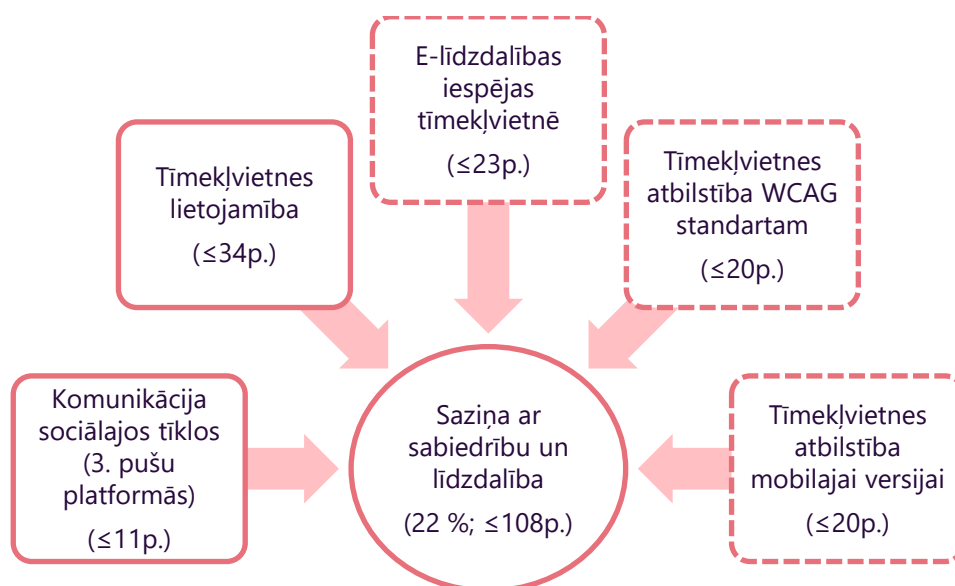 E-līdzdalības
iespējas
tīmekļvietnē
(≤23p.)
Tīmekļvietnes
lietojamība
(≤34p.)
Tīmekļvietnes
atbilstība WCAG
standartam
(≤20p.)
Komunikācija
sociālajos tīklos
(3. pušu
platformās)
(≤11p.)
Saziņa ar
sabiedrību un
līdzdalība
(22 %; ≤108p.)
Tīmekļvietnes
atbilstība
mobilajai versijai
(≤20p.)